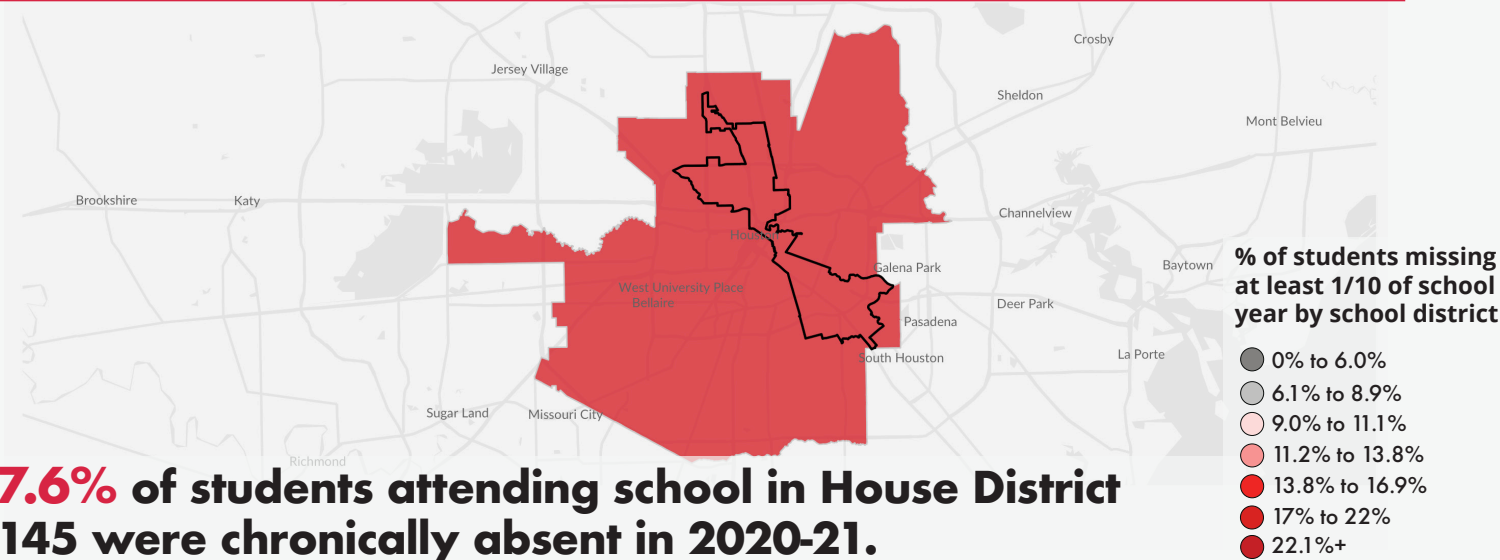 Crosby
Jersey Village
Sheldon
Mont Belvieu
Brookshire
Katy
Channelview
Houston
Galena Park
Baytown
West University Place
Bellaire
Deer Park
Pasadena
La Porte
South Houston
Sugar Land
Missouri City
Richmond
% of students missing
at least 1/10 of school
year by school district
0% to 6.0%
6.1% to 8.9%
9.0% to 11.1%
11.2% to 13.8%
13.8% to 16.9%
17% to 22%
22.1%+
7.6% of students attending school in House District
145 were chronically absent in 2020-21.